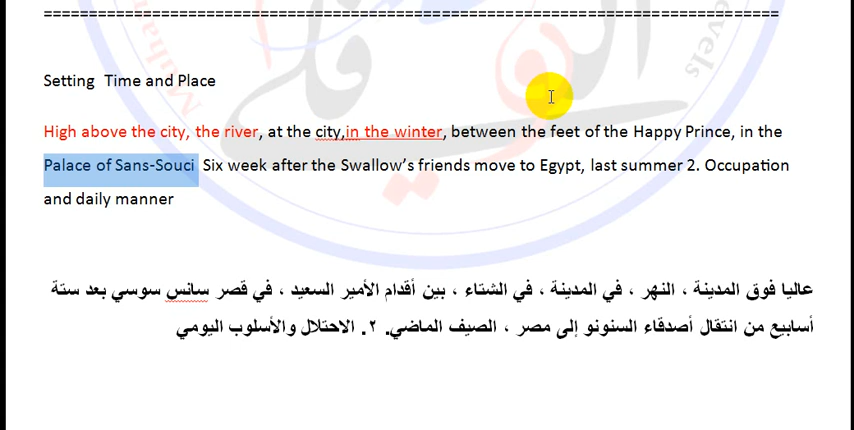 ================================================================================
Setting Time and Place
High above the city, the river, at the city,in the winter, between the feet of the Happy Prince, in the
Palace of Sans-Souci Six week after the Swallow's friends move to Egypt, last summer 2. Occupation
and daily manner
عاليا فوق المدينة ، النهر ، في المدينة ، في الشتاء ، بين أقدام الأمير السعيد ، في قصر سانس سوسي بعد ستة
أسابيع من انتقال أصدقاء السنونو إلى مصر ، الصيف الماضي. ٢. الاحتلال والأسلوب اليومي